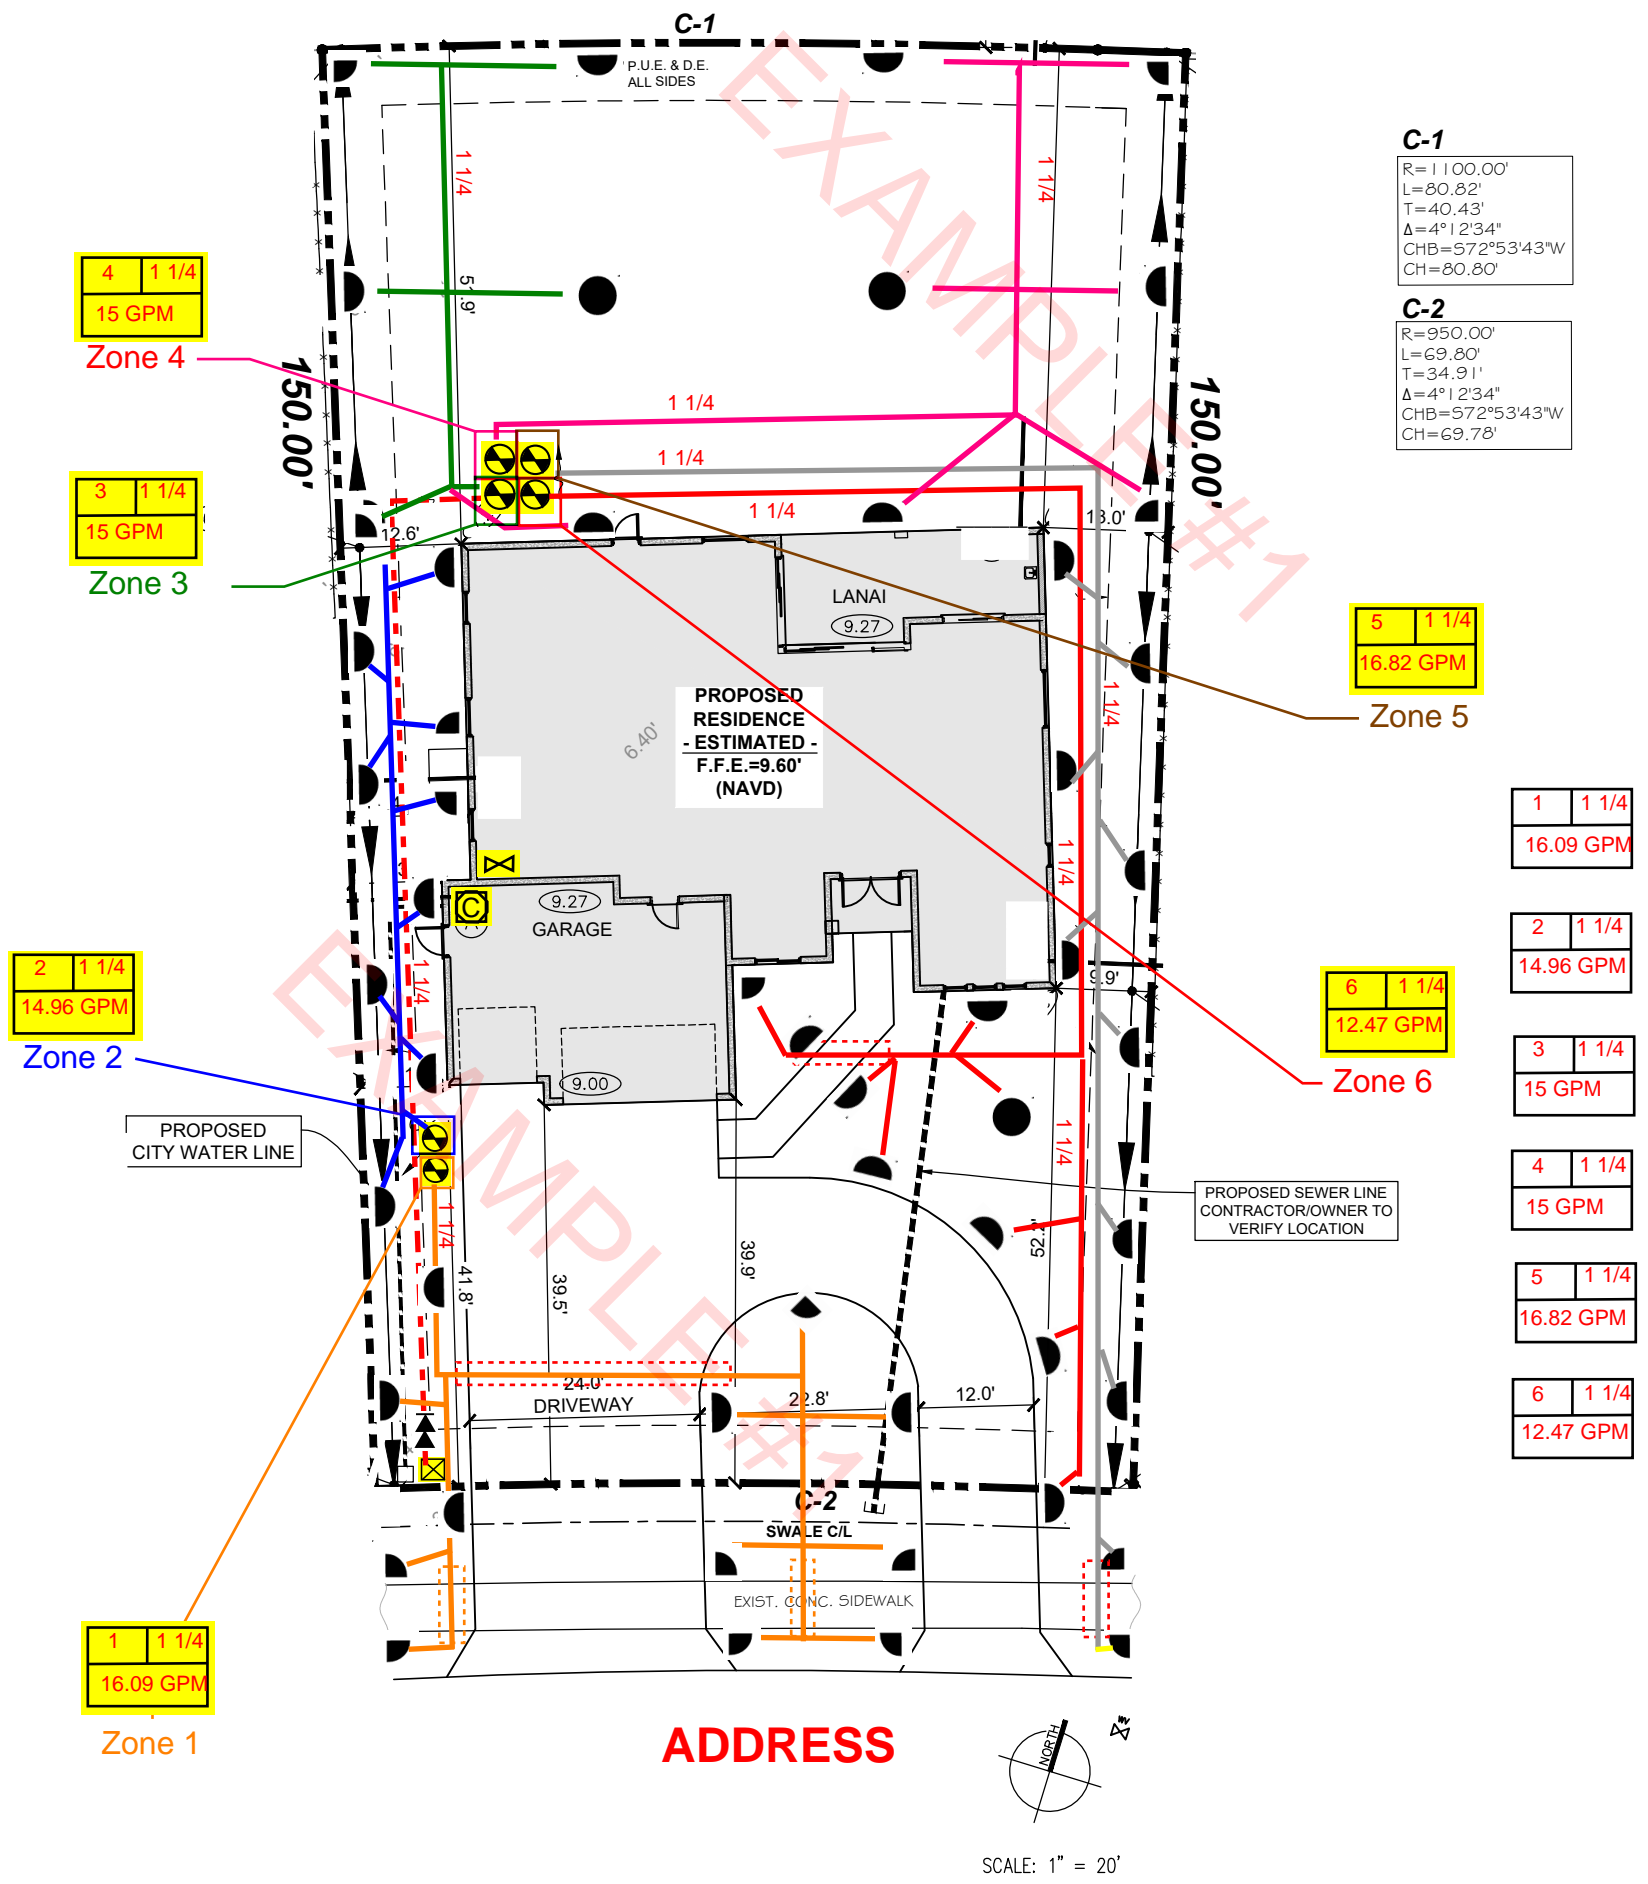 C-1
P.U.E. & D.E.
ALL SIDES
EXAMPLE #1
1 1/4
1 1/4
C-1
R=1100.00'
L=80.82'
T=40.43'
Δ=4°12'34"
CHB=S72°53'43"W
CH=80.80'
C-2
R=950.00'
L=69.80'
T=34.91'
Δ=4°12'34"
CHB=S72°53'43"W
CH=69.78'
4 1 1/4
15 GPM
Zone 4
150.00'
150.00'
1 1/4
1 1/4
1 1/4
3 1 1/4
15 GPM
Zone 3
12.6'
LANAI
9.27
5 1 1/4
16.82 GPM
Zone 5
PROPOSED
RESIDENCE
- ESTIMATED -
F.F.E.=9.60'
(NAVD)
6.40'
1 1/4
1 1/4
C
9.27
GARAGE
9.9'
1 1/4
2 1 1/4
14.96 GPM
Zone 2
6 1 1/4
12.47 GPM
Zone 6
9.00
EXAMPLE #1
PROPOSED
CITY WATER LINE
1 1/4
1 1/4
PROPOSED SEWER LINE
CONTRACTOR/OWNER TO
VERIFY LOCATION
41.8'
39.5'
39.9'
24.0'
DRIVEWAY
22.8'
12.0'
C-2
SWALE C/L
EXIST. CONC. SIDEWALK
1 1 1/4
16.09 GPM
Zone 1
1 1 1/4
16.09 GPM
2 1 1/4
14.96 GPM
3 1 1/4
15 GPM
4 1 1/4
15 GPM
5 1 1/4
16.82 GPM
6 1 1/4
12.47 GPM
ADDRESS
NORTH
SCALE: 1" = 20'